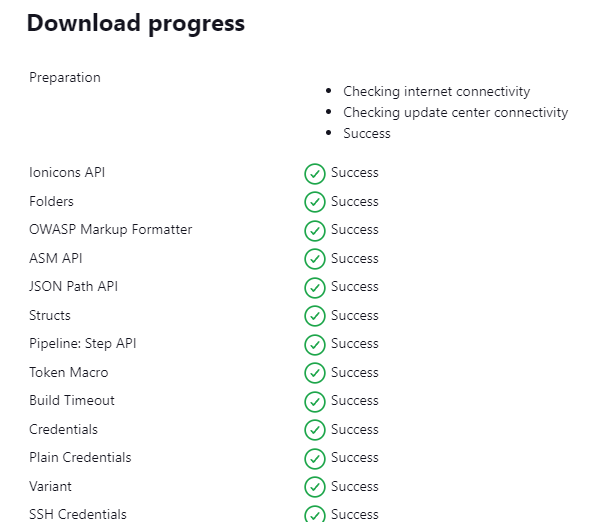 Download progress
Preparation
Checking internet connectivity
Checking update center connectivity
Success
Ionicons API Success
Folders Success
OWASP Markup Formatter Success
ASM API Success
JSON Path API Success
Structs Success
Pipeline: Step API Success
Token Macro Success
Build Timeout Success
Credentials Success
Plain Credentials Success
Variant Success
SSH Credentials Success